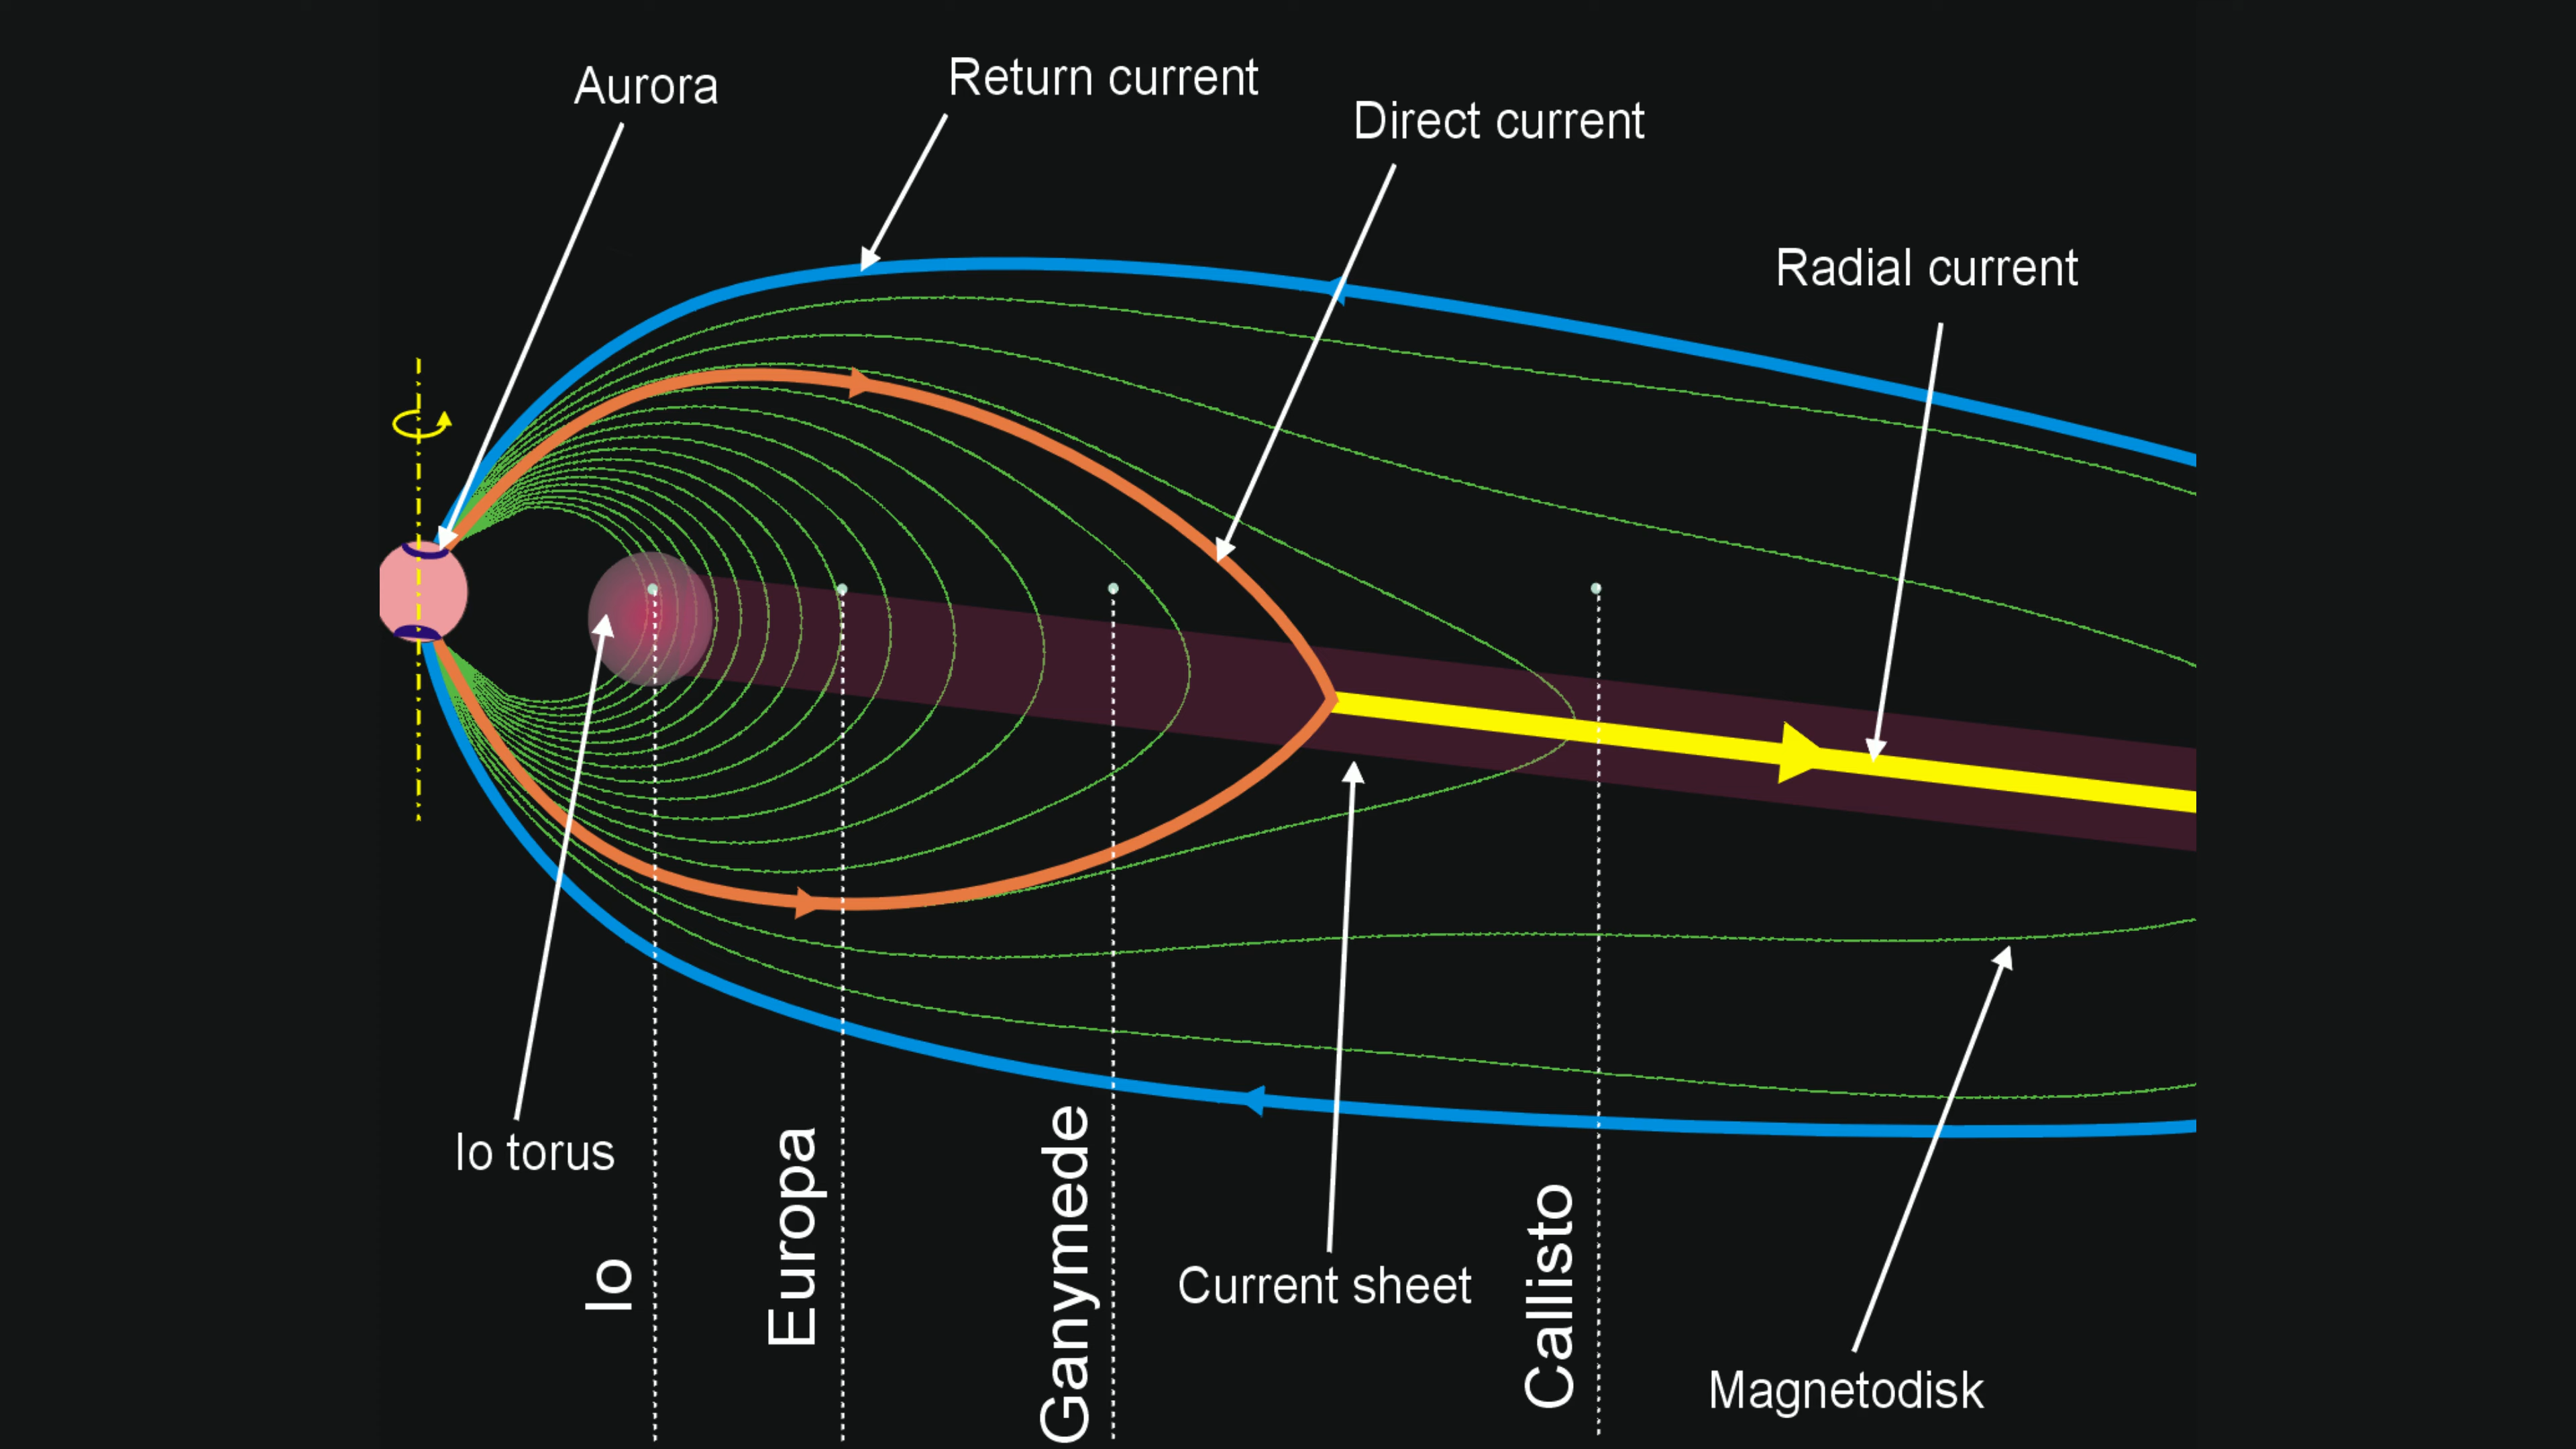 Aurora
Return current
Direct current
Radial current
Io torus
Io
Europa
Ganymede
Current sheet
Callisto
Magnetodisk